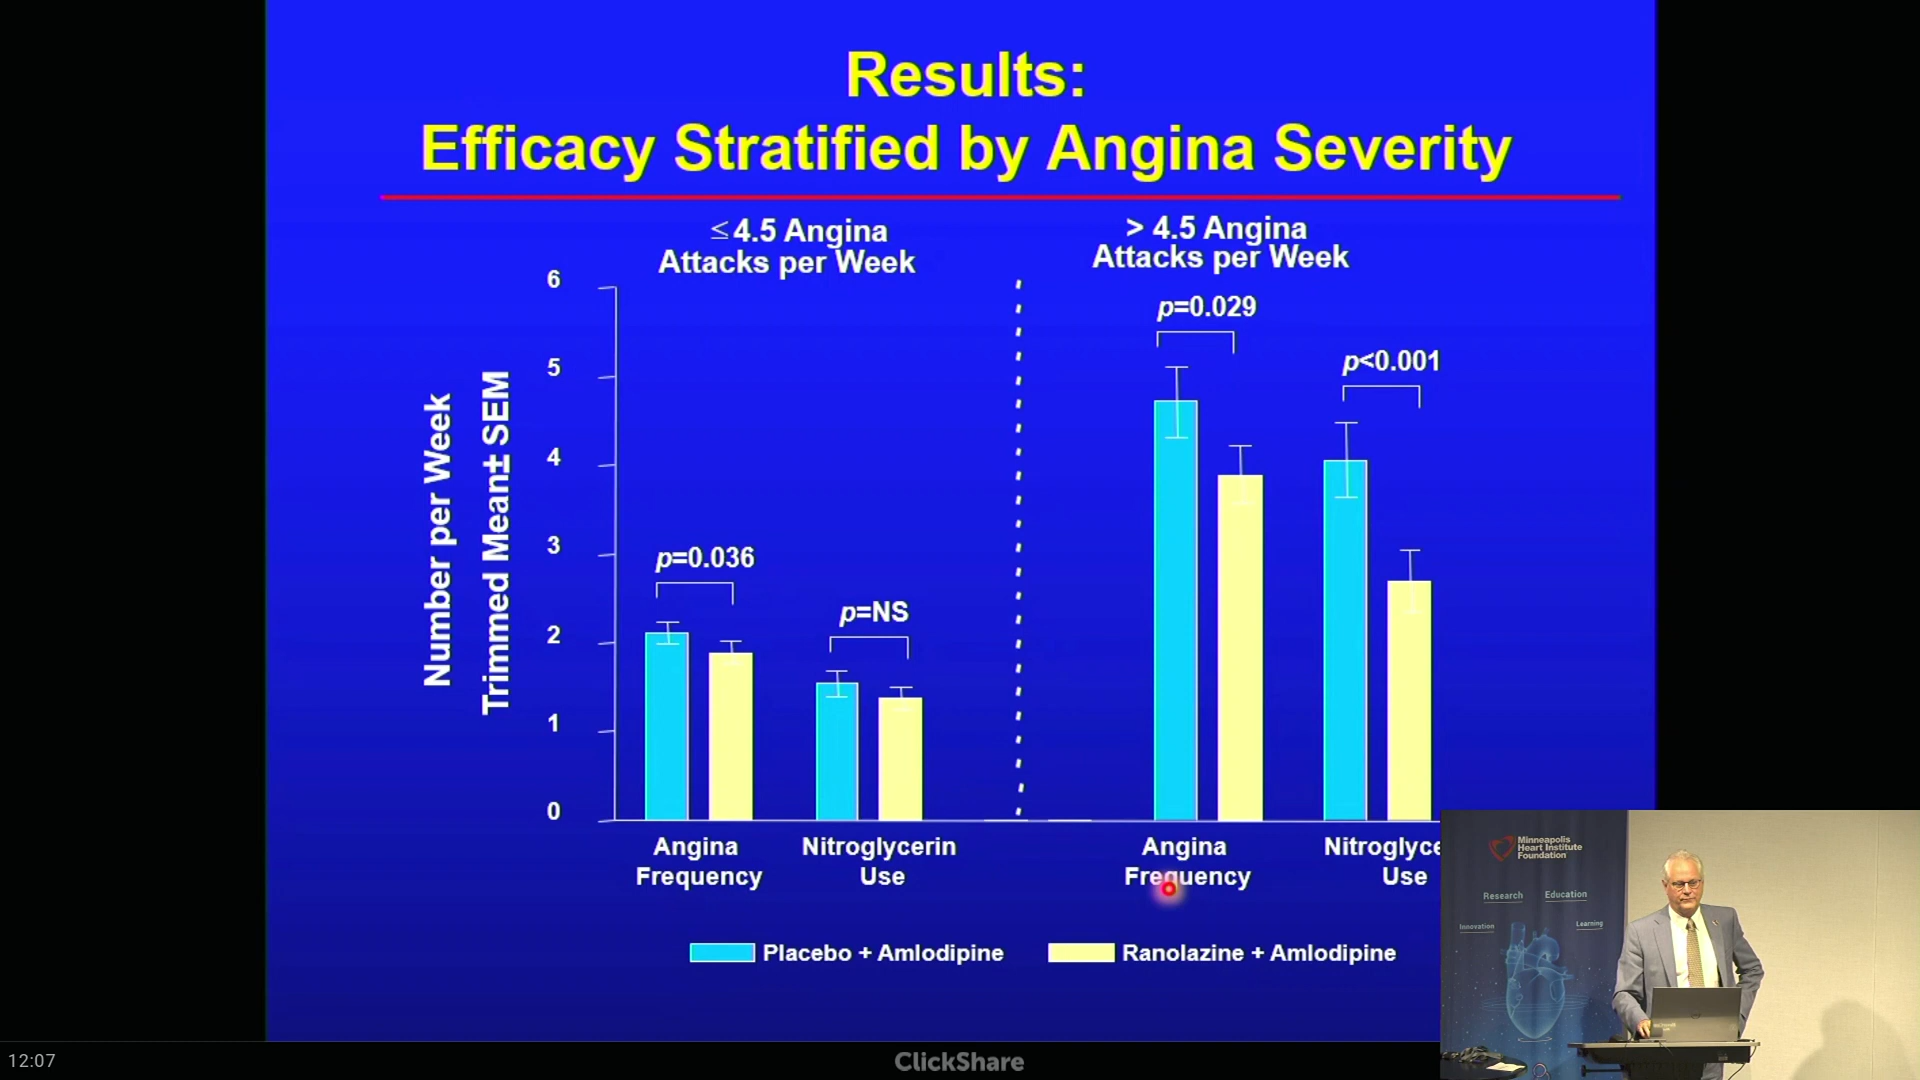 Results:
Efficacy Stratified by Angina Severity
≤ 4.5 Angina
Attacks per Week
> 4.5 Angina
Attacks per Week
Number per Week
Trimmed Mean± SEM
6
5
4
3
2
1
0
p=0.036
p=NS
p=0.029
p<0.001
Angina
Frequency
Nitroglycerin
Use
Angina
Frequency
Nitroglyce
Use
Placebo + Amlodipine
Ranolazine + Amlodipine
Minneapolis
Heart Institute
Foundation
Research
Education
Innovation
Learning
12:07
ClickShare